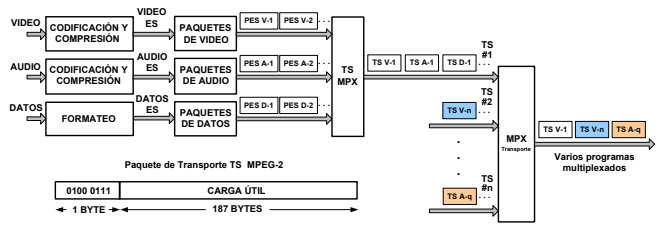 VIDEO
CODIFICACIÓN Y
COMPRESIÓN
VIDEO
ES
PAQUETES
DE VIDEO
PES V-1
PES V-2
...
AUDIO
CODIFICACIÓN Y
COMPRESIÓN
AUDIO
ES
PAQUETES
DE AUDIO
PES A-1
PES A-2
...
DATOS
FORMATEO
DATOS
ES
PAQUETES
DE DATOS
PES D-1
PES D-2
...
TS
MPX
TS V-1
TS A-1
TS D-1
...
TS
#1
TS
#2
TS V-n
...
TS
#n
TS A-q
...
MPX
Transporte
TS V-1
TS V-n
TS A-q
Varios programas
multiplexados
Paquete de Transporte TS MPEG-2
0100 0111
CARGA ÚTIL
1 BYTE
187 BYTES